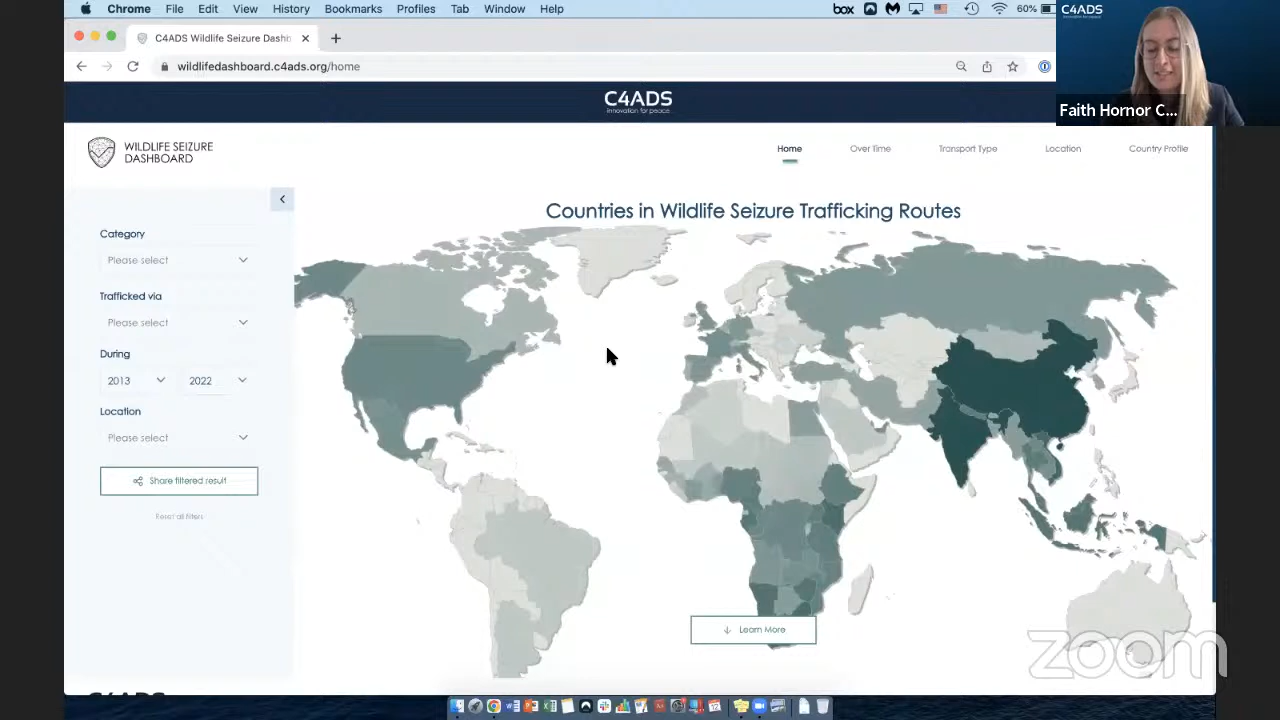 Chrome File Edit View History Bookmarks Profiles Tab Window Help
box
60%
C4ADS Wildlife Seizure Dashb
wildlifedashboard.c4ads.org/home
C4ADS
innovation for peace
C4ADS
Faith Hornor C...
WILDLIFE SEIZURE
DASHBOARD
Home Over Time Transport Type Location Country Profile
Countries in Wildlife Seizure Trafficking Routes
Category
Please select
Trafficked via
Please select
During
2013 2022
Location
Please select
Share filtered result
Reset all filters
Learn More
zoom
C4ADS